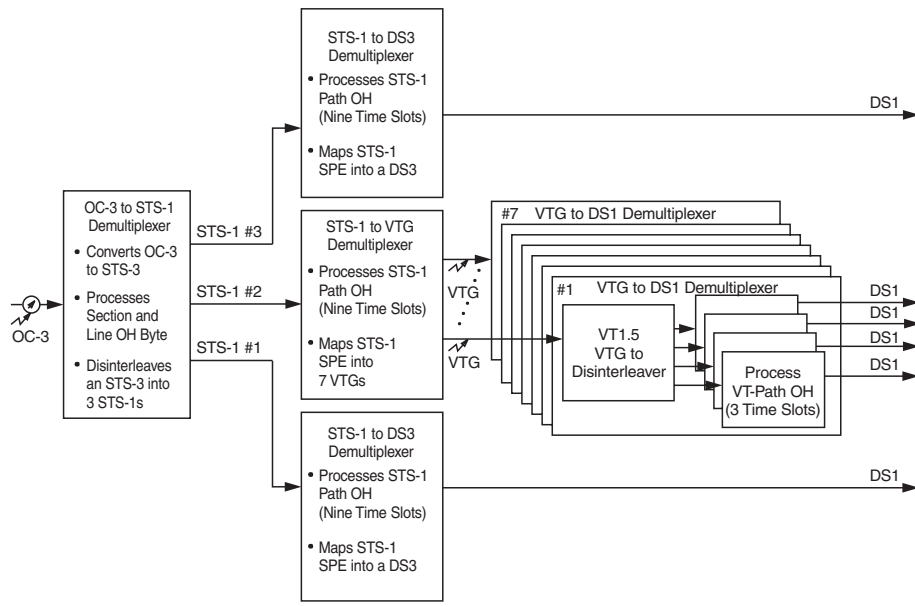 OC-3
OC-3 to STS-1
Demultiplexer
• Converts OC-3
to STS-3
• Processes
Section and
Line OH Byte
• Disinterleaves
an STS-3 into
3 STS-1s
STS-1 #3
STS-1 #2
STS-1 #1
STS-1 to DS3
Demultiplexer
• Processes STS-1
Path OH
(Nine Time Slots)
• Maps STS-1
SPE into a DS3
DS1
STS-1 to VTG
Demultiplexer
• Processes STS-1
Path OH
(Nine Time Slots)
• Maps STS-1
SPE into
7 VTGs
VTG
VTG
#7 VTG to DS1 Demultiplexer
#1 VTG to DS1 Demultiplexer
VT1.5
VTG to
Disinterleaver
Process
VT-Path OH
(3 Time Slots)
DS1
DS1
DS1
DS1
STS-1 to DS3
Demultiplexer
• Processes STS-1
Path OH
(Nine Time Slots)
• Maps STS-1
SPE into a DS3
DS1